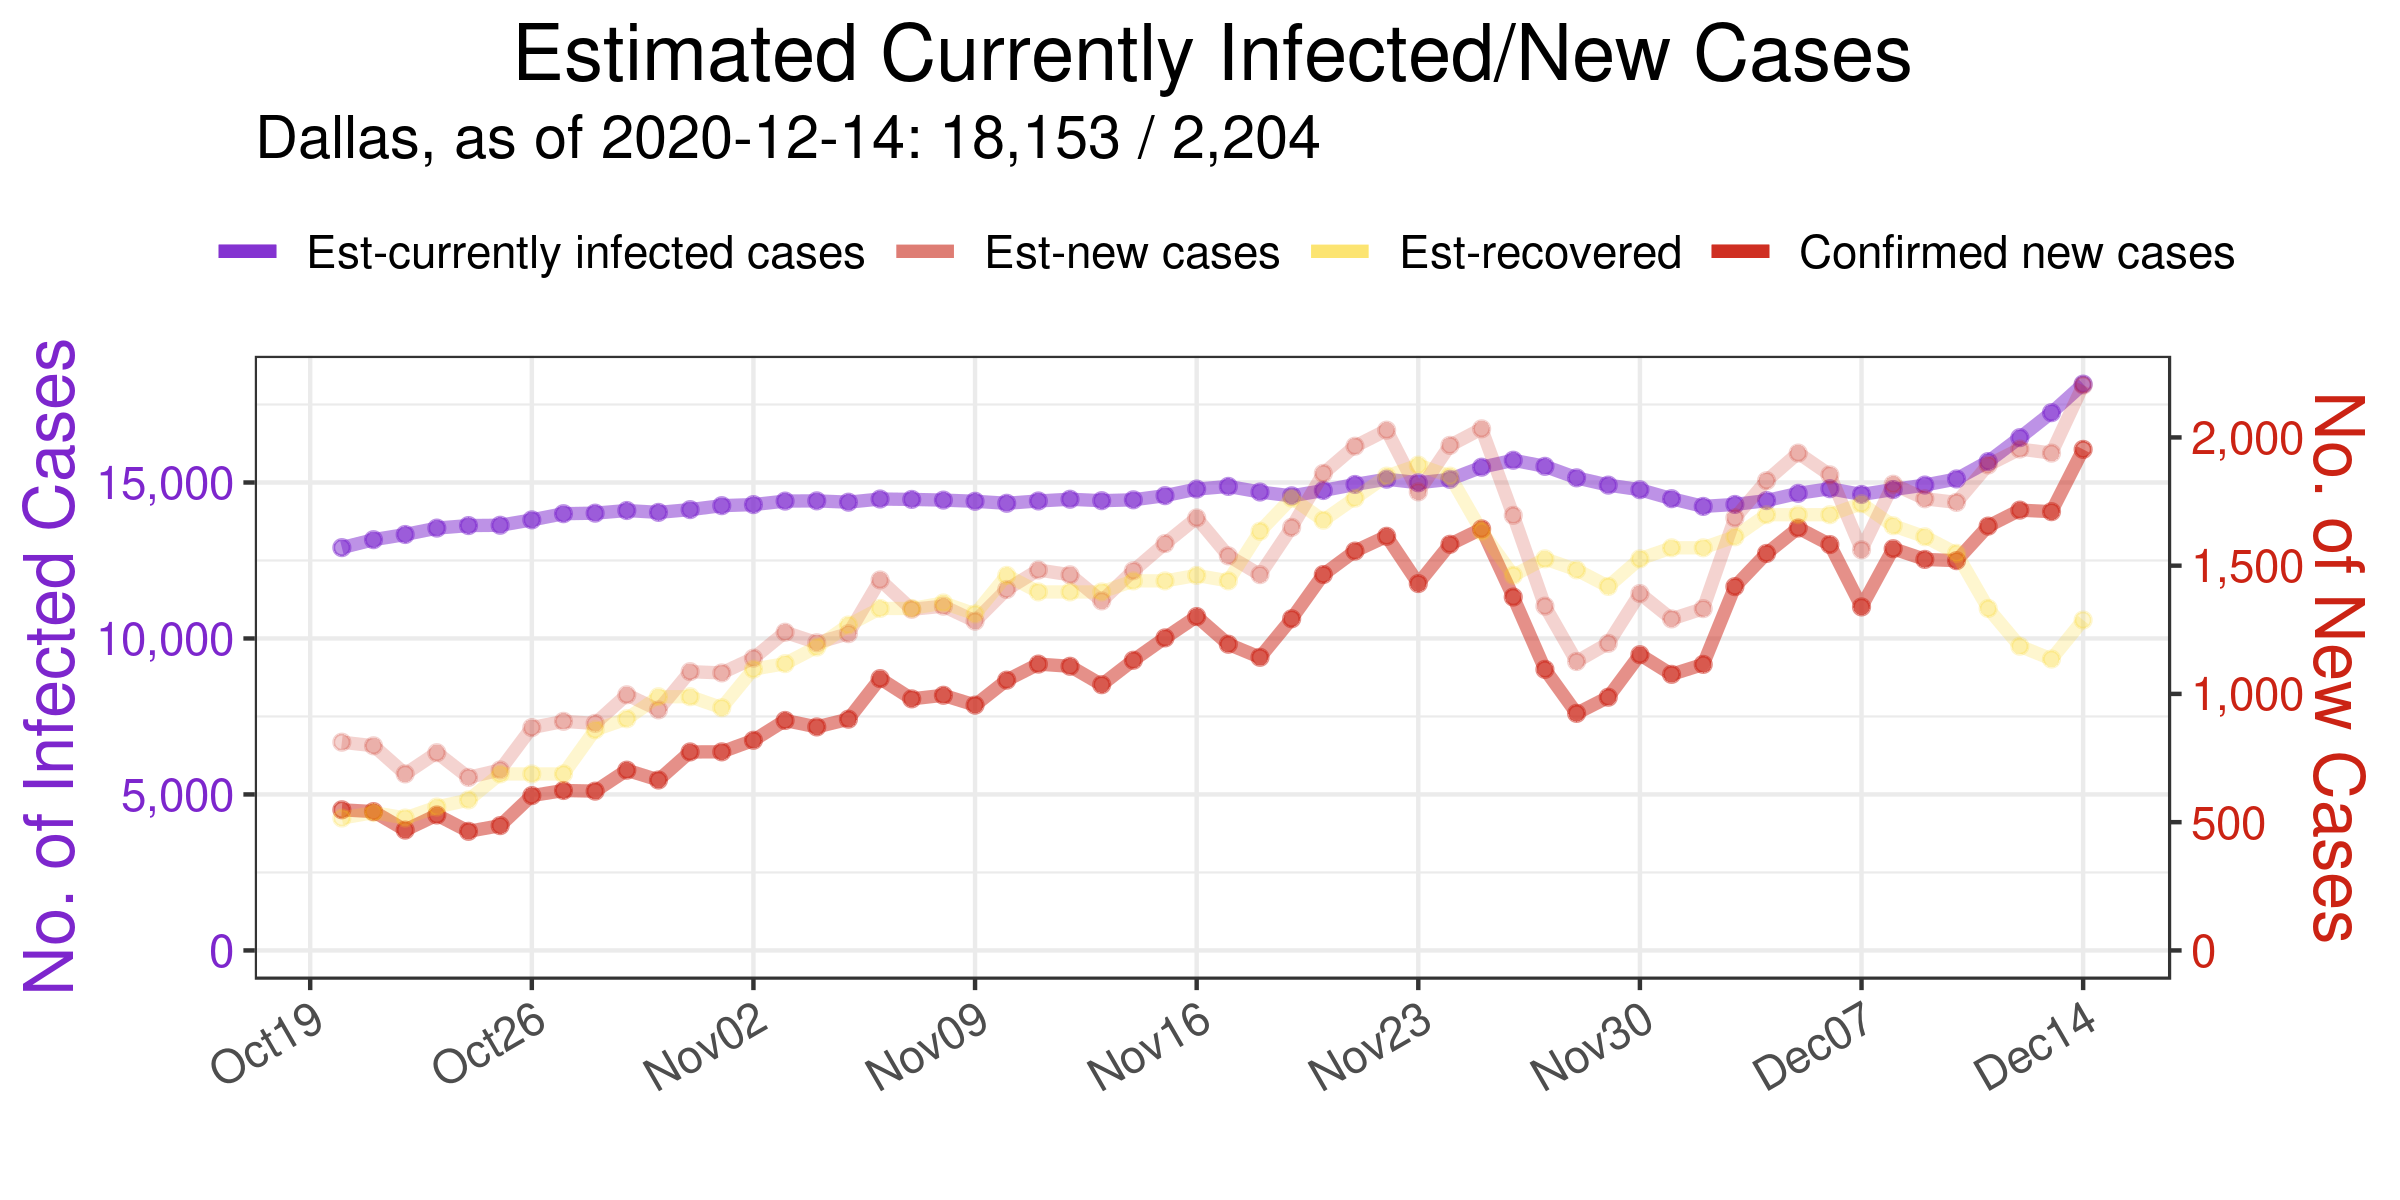 Estimated Currently Infected/New Cases
Dallas, as of 2020-12-14: 18,153 / 2,204
Est-currently infected cases Est-new cases Est-recovered Confirmed new cases
No. of Infected Cases
15,000
10,000
5,000
0
2,000
1,500
1,000
500
0
No. of New Cases
Oct19 Oct26 Nov02 Nov09 Nov16 Nov23 Nov30 Dec07 Dec14